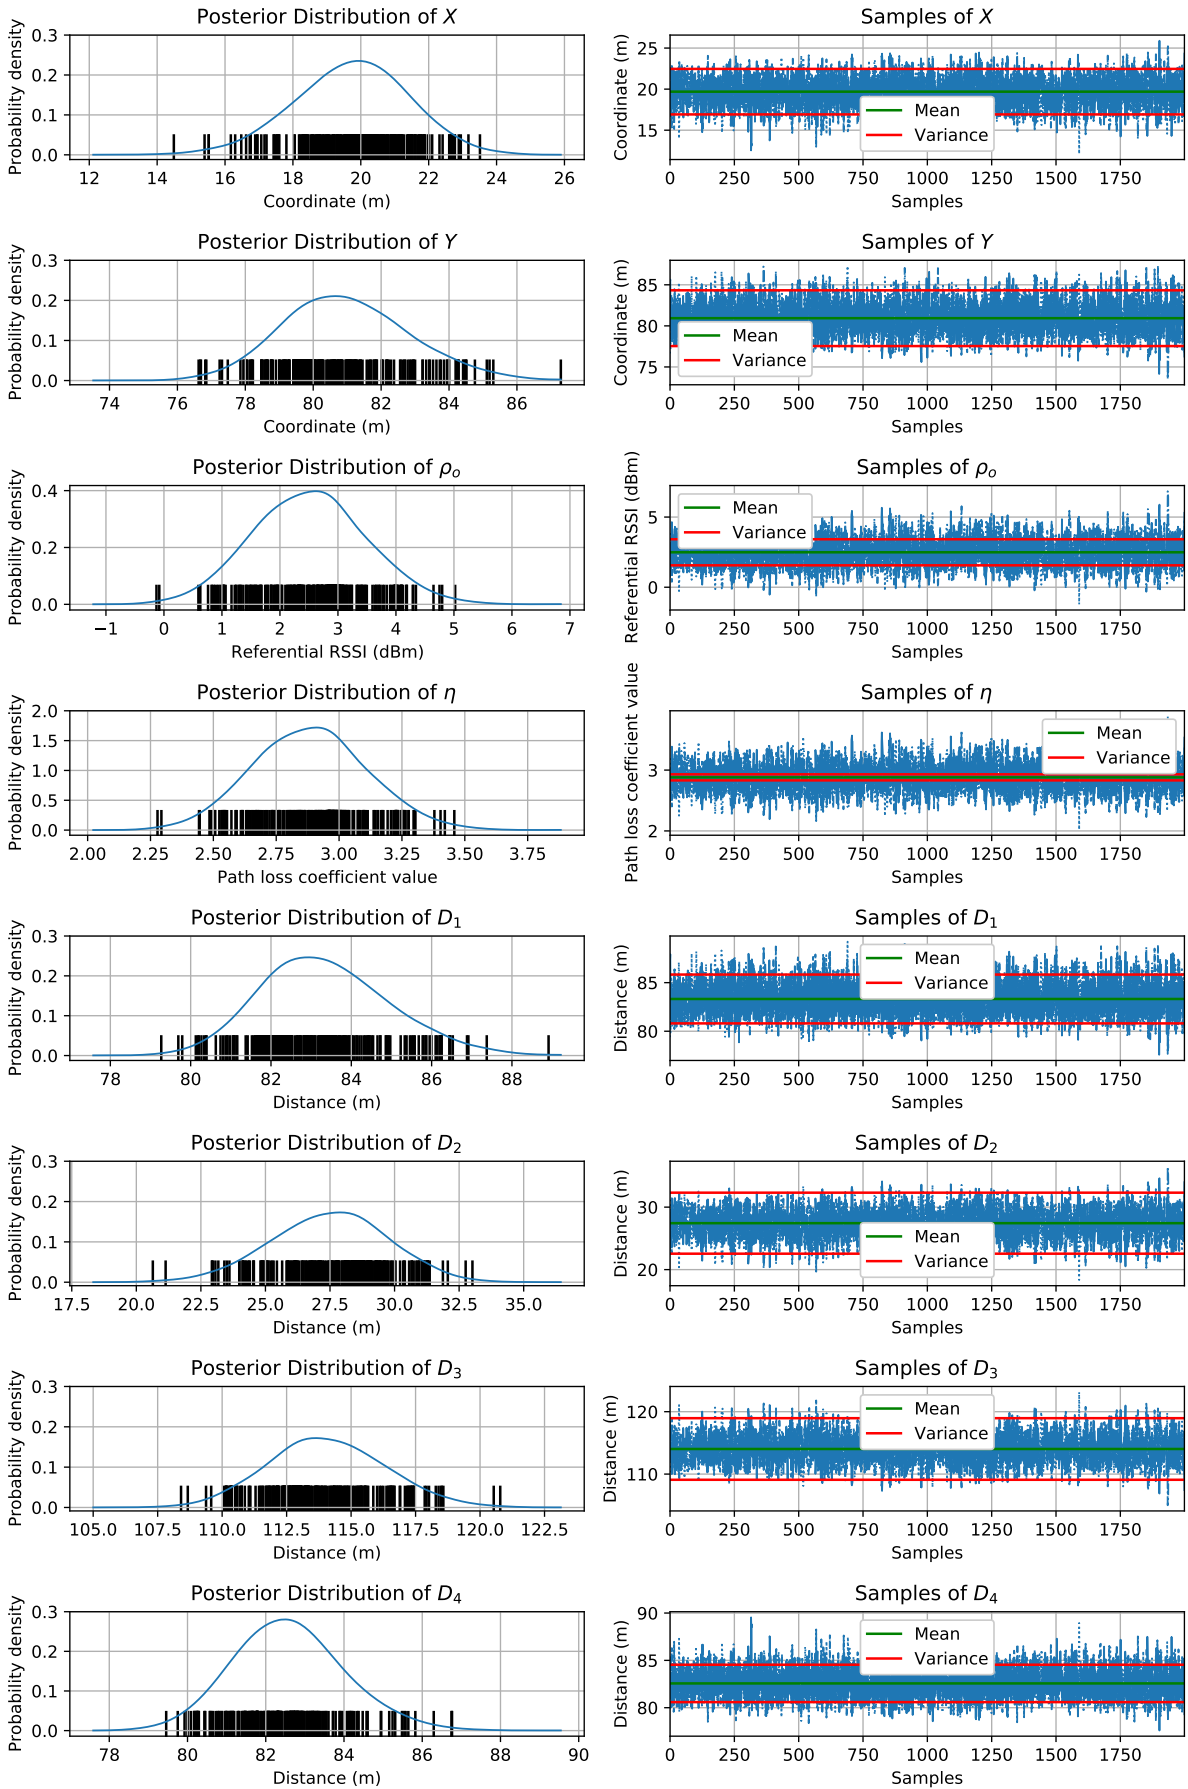 Posterior Distribution of X
Probability density
0.3
0.2
0.1
0.0
12 14 16 18 20 22 24 26
Coordinate (m)
Samples of X
Coordinate (m)
25
20
15
Mean
Variance
0 250 500 750 1000 1250 1500 1750
Samples
Posterior Distribution of Y
Probability density
0.3
0.2
0.1
0.0
74 76 78 80 82 84 86
Coordinate (m)
Samples of Y
Coordinate (m)
85
80
75
Mean
Variance
0 250 500 750 1000 1250 1500 1750
Samples
Posterior Distribution of ρₒ
Probability density
0.4
0.2
0.0
−1 0 1 2 3 4 5 6 7
Referential RSSI (dBm)
Samples of ρₒ
Referential RSSI (dBm)
5
0
Mean
Variance
0 250 500 750 1000 1250 1500 1750
Samples
Posterior Distribution of η
Probability density
2.0
1.5
1.0
0.5
0.0
2.00 2.25 2.50 2.75 3.00 3.25 3.50 3.75
Path loss coefficient value
Samples of η
Path loss coefficient value
3
2
Mean
Variance
0 250 500 750 1000 1250 1500 1750
Samples
Posterior Distribution of D₁
Probability density
0.3
0.2
0.1
0.0
78 80 82 84 86 88
Distance (m)
Samples of D₁
Distance (m)
85
80
Mean
Variance
0 250 500 750 1000 1250 1500 1750
Samples
Posterior Distribution of D₂
Probability density
0.3
0.2
0.1
0.0
17.5 20.0 22.5 25.0 27.5 30.0 32.5 35.0
Distance (m)
Samples of D₂
Distance (m)
30
20
Mean
Variance
0 250 500 750 1000 1250 1500 1750
Samples
Posterior Distribution of D₃
Probability density
0.3
0.2
0.1
0.0
105.0 107.5 110.0 112.5 115.0 117.5 120.0 122.5
Distance (m)
Samples of D₃
Distance (m)
120
110
Mean
Variance
0 250 500 750 1000 1250 1500 1750
Samples
Posterior Distribution of D₄
Probability density
0.3
0.2
0.1
0.0
78 80 82 84 86 88 90
Distance (m)
Samples of D₄
Distance (m)
90
85
80
Mean
Variance
0 250 500 750 1000 1250 1500 1750
Samples